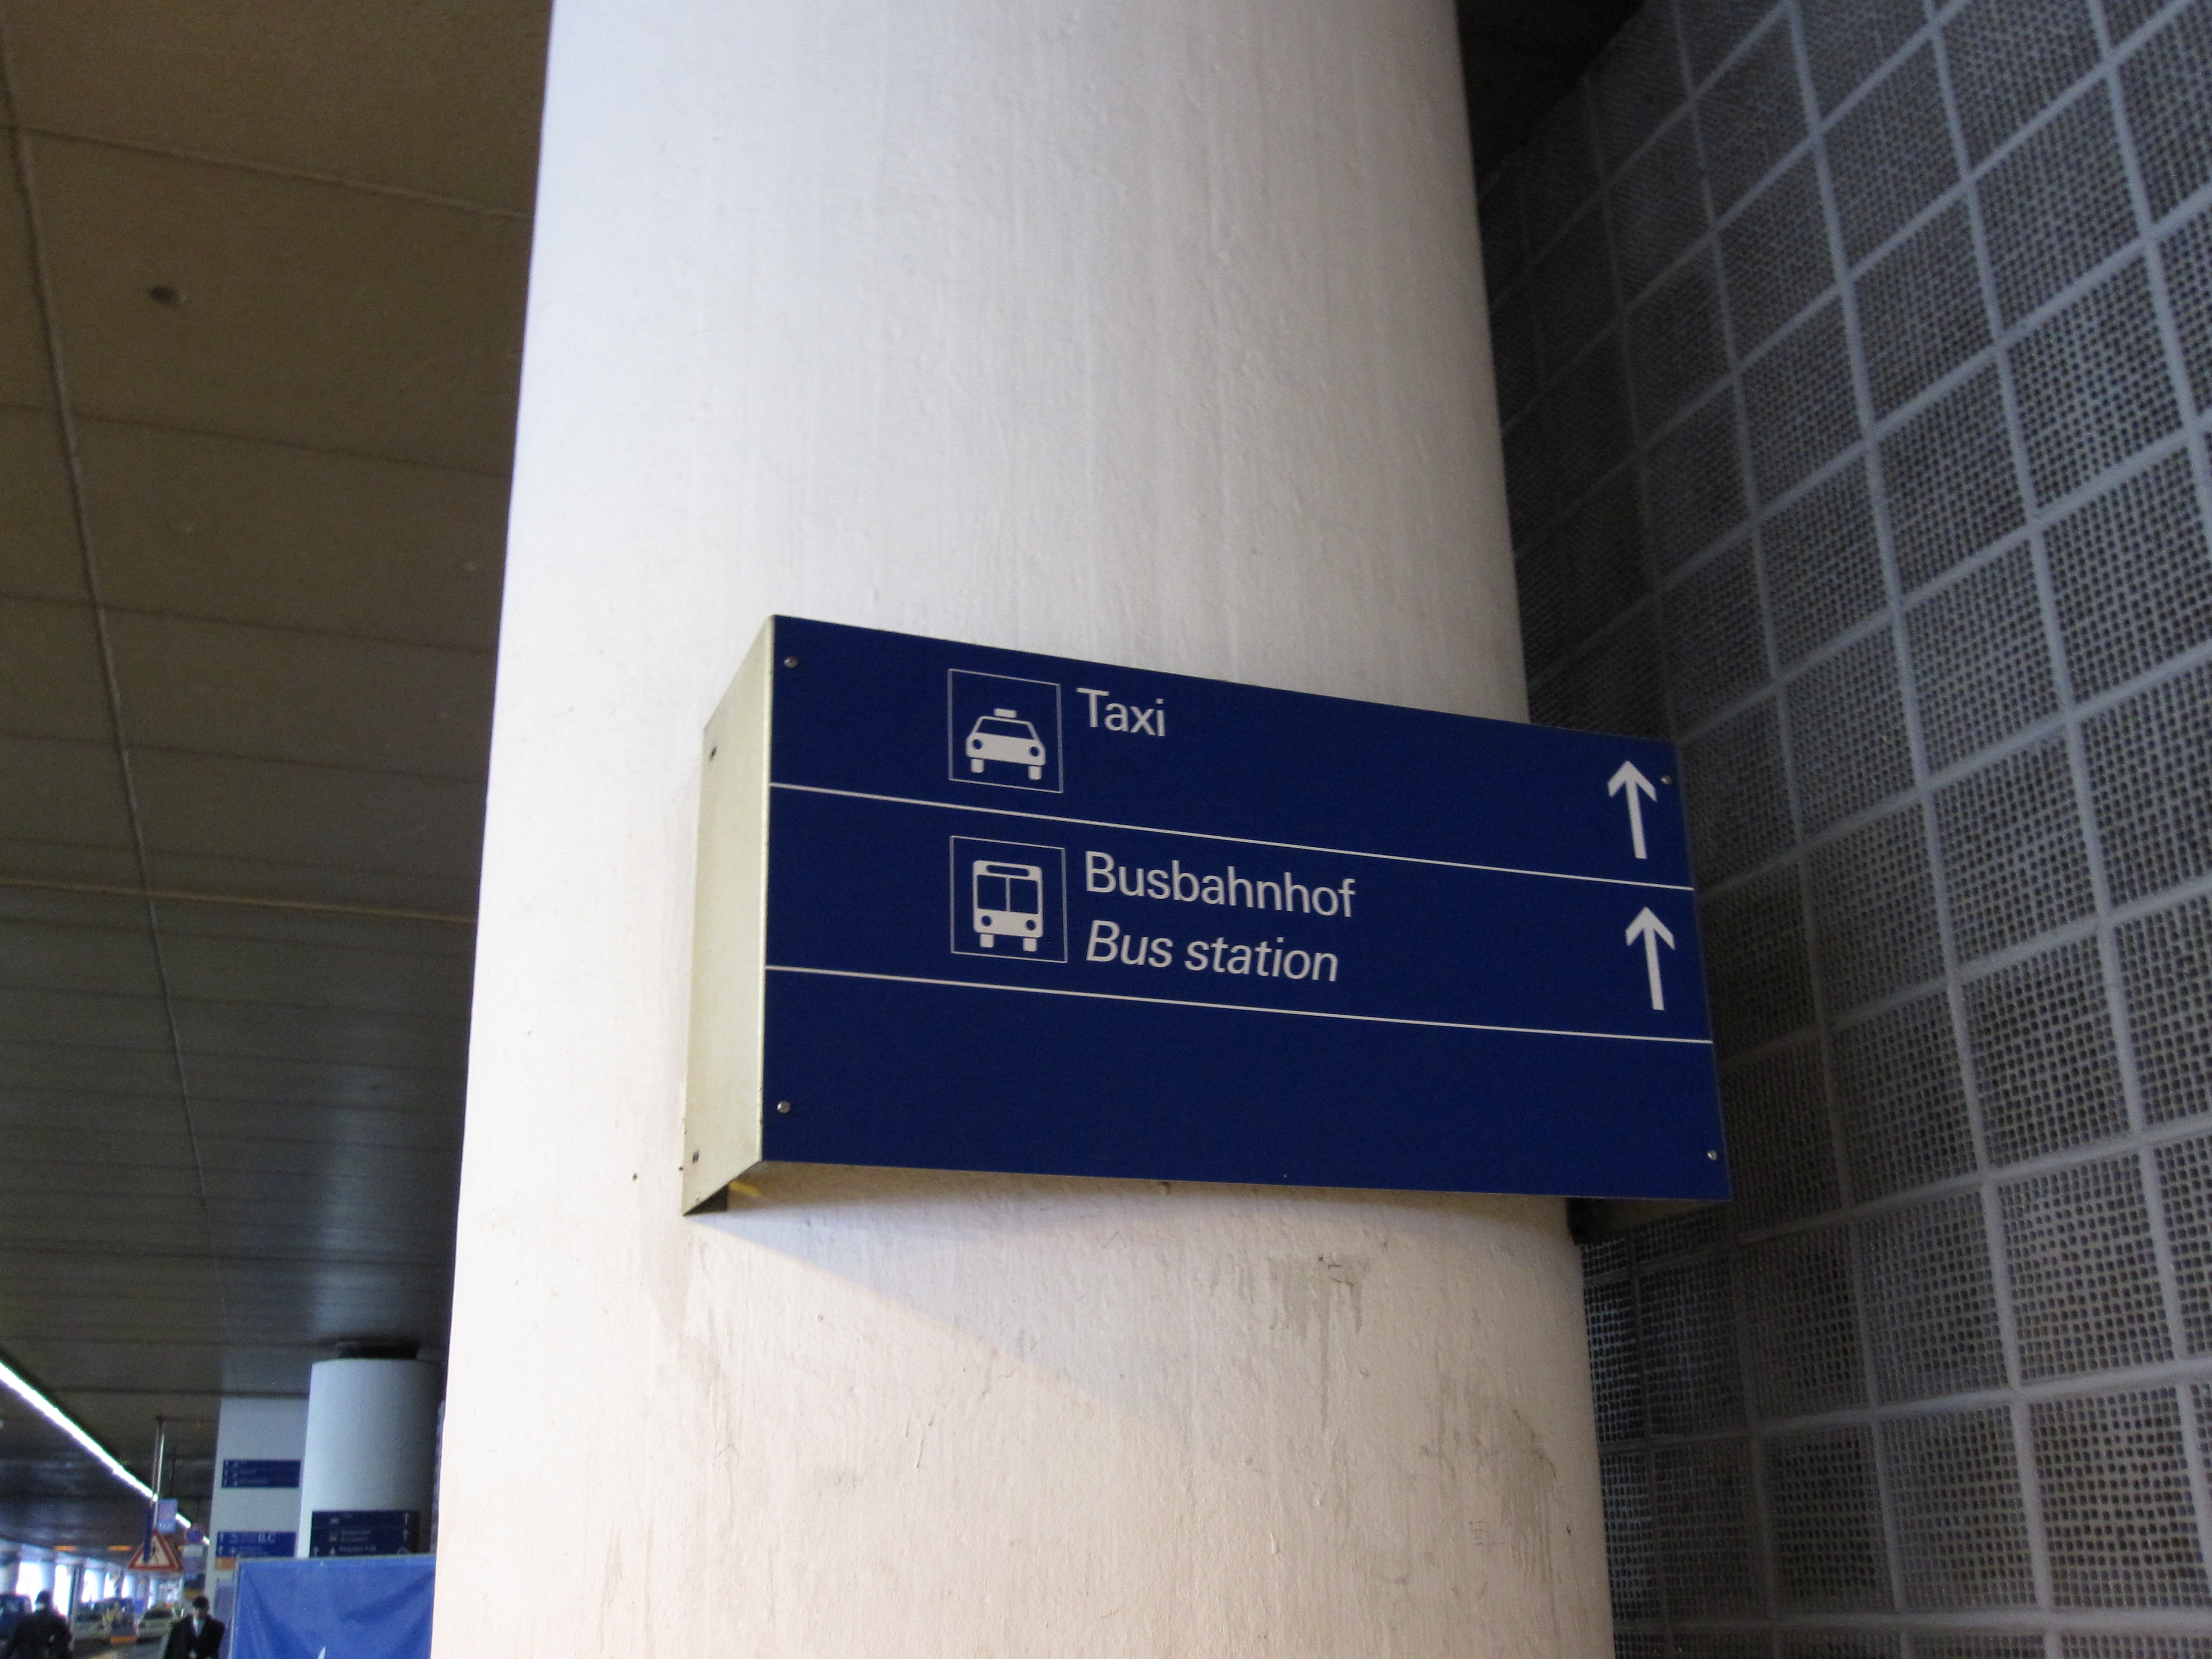 Taxi
Busbahnhof
Bus station